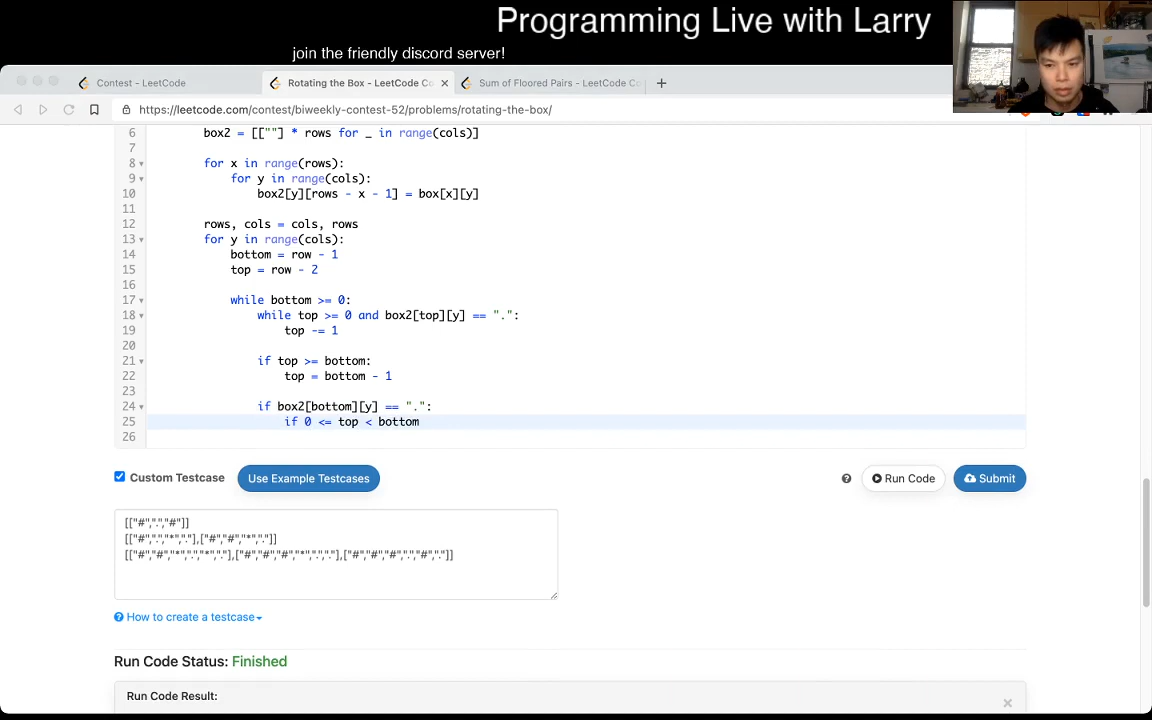 Programming Live with Larry
join the friendly discord server!
Contest - LeetCode
Rotating the Box - LeetCode Co
Sum of Floored Pairs - LeetCode Co
https://leetcode.com/contest/biweekly-contest-52/problems/rotating-the-box/
6 box2 = [[""] * rows for _ in range(cols)]
7
8 for x in range(rows):
9 for y in range(cols):
10 box2[y][rows - x - 1] = box[x][y]
11
12 rows, cols = cols, rows
13 for y in range(cols):
14 bottom = row - 1
15 top = row - 2
16
17 while bottom >= 0:
18 while top >= 0 and box2[top][y] == ".":
19 top -= 1
20
21 if top >= bottom:
22 top = bottom - 1
23
24 if box2[bottom][y] == ".":
25 if 0 <= top < bottom
26
Custom Testcase
Use Example Testcases
Run Code
Submit
[["#",".","#"]]
[["#",".","*","."],["#","#","*","."]]
[["#","#","*",".","*","."],["#","#","#","*",".","."],["#","#","#",".","#","."]]
How to create a testcase
Run Code Status: Finished
Run Code Result: